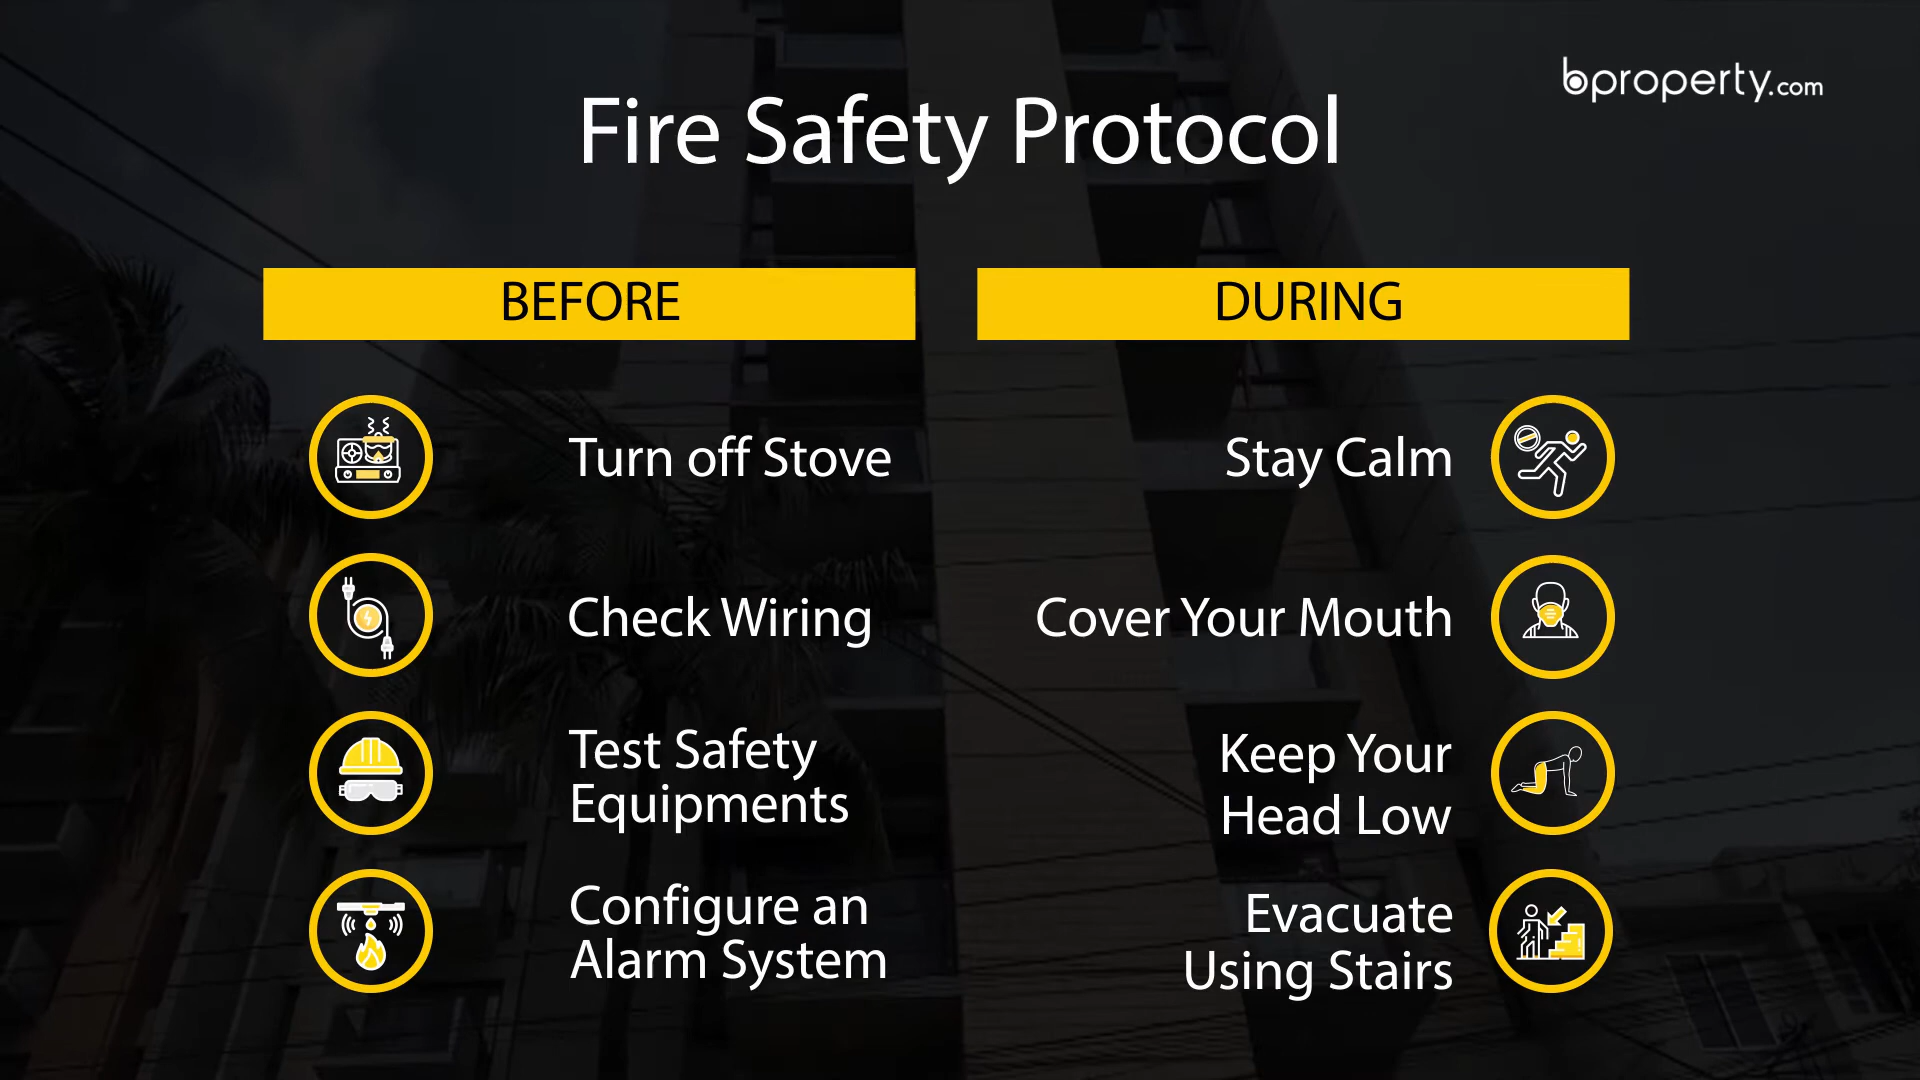 bproperty.com
Fire Safety Protocol
BEFORE
Turn off Stove
Check Wiring
Test Safety
Equipments
Configure an
Alarm System
DURING
Stay Calm
Cover Your Mouth
Keep Your
Head Low
Evacuate
Using Stairs